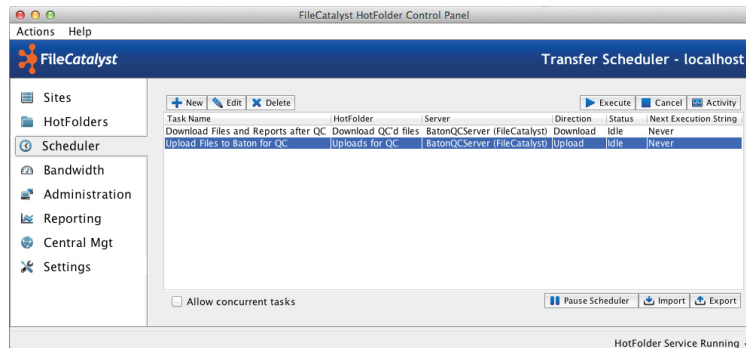 FileCatalyst HotFolder Control Panel
Actions Help
FileCatalyst
Transfer Scheduler - localhost
Sites
HotFolders
Scheduler
Bandwidth
Administration
Reporting
Central Mgt
Settings
New Edit Delete Execute Cancel Activity
Task Name HotFolder Server Direction Status Next Execution String
Download Files and Reports after QC Download QC'd files BatonQCServer (FileCatalyst) Download Idle Never
Upload Files to Baton for QC Uploads for QC BatonQCServer (FileCatalyst) Upload Idle Never
Allow concurrent tasks Pause Scheduler Import Export
HotFolder Service Running